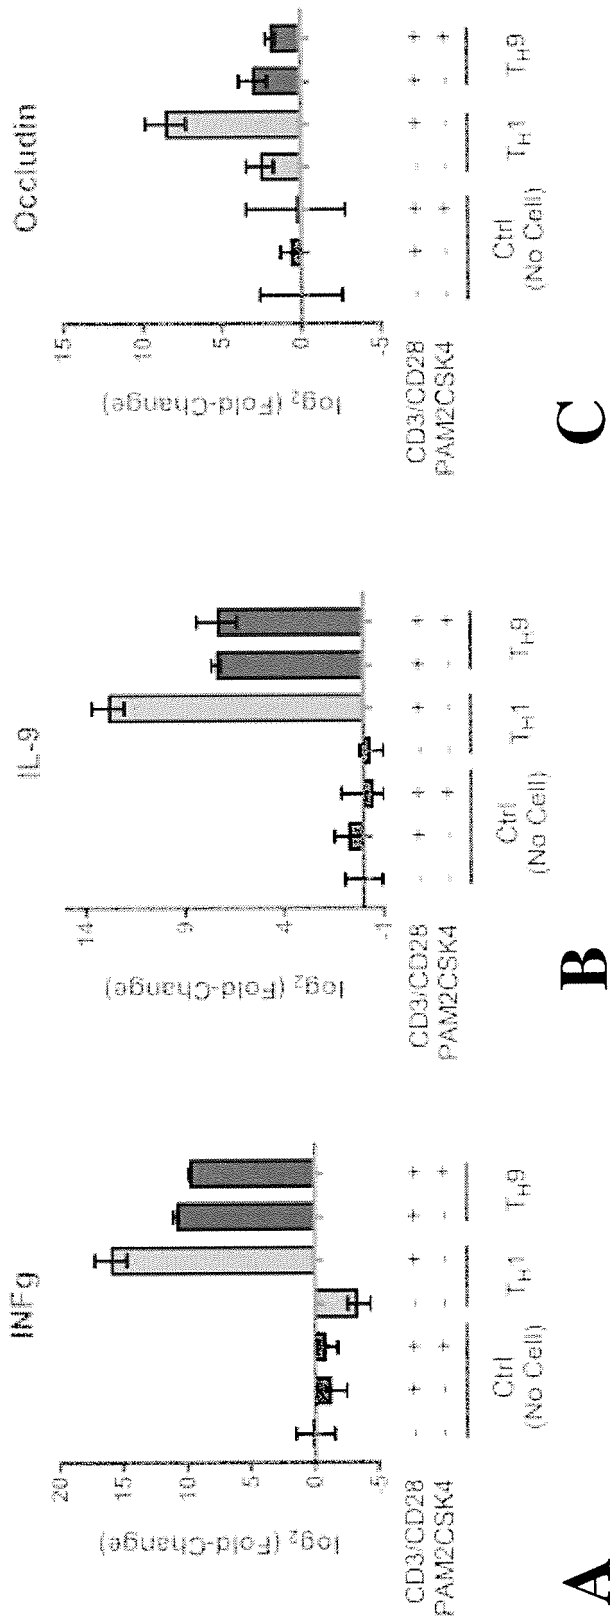 INFg
log₂ (Fold-Change)
20
15
10
5
0
-5
CD3/CD28 - + + - + + +
PAM2CSK4 - - + - - - +
Ctrl
(No Cell)
TH1
TH9
A
IL-9
log₂ (Fold-Change)
14
9
4
-1
CD3/CD28 - + + - + + +
PAM2CSK4 - - + - - - +
Ctrl
(No Cell)
TH1
TH9
B
Occludin
log₂ (Fold-Change)
15
10
5
0
-5
CD3/CD28 - + + - + + +
PAM2CSK4 - - + - - - +
Ctrl
(No Cell)
TH1
TH9
C